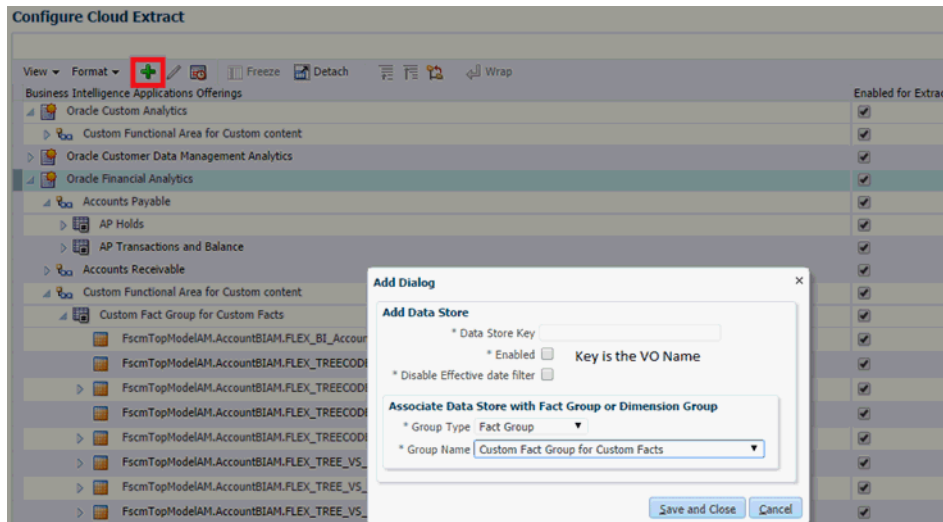 Configure Cloud Extract
View Format Freeze Detach Wrap
Business Intelligence Applications Offerings Enabled for Extrac
Oracle Custom Analytics
Custom Functional Area for Custom content
Oracle Customer Data Management Analytics
Oracle Financial Analytics
Accounts Payable
AP Holds
AP Transactions and Balance
Accounts Receivable
Custom Functional Area for Custom content
Custom Fact Group for Custom Facts
FscmTopModelAM.AccountBIAM.FLEX_BI_Accour
FscmTopModelAM.AccountBIAM.FLEX_TREECODE
FscmTopModelAM.AccountBIAM.FLEX_TREECODE
FscmTopModelAM.AccountBIAM.FLEX_TREECODE
FscmTopModelAM.AccountBIAM.FLEX_TREECODE
FscmTopModelAM.AccountBIAM.FLEX_TREE_VS_
FscmTopModelAM.AccountBIAM.FLEX_TREE_VS_
FscmTopModelAM.AccountBIAM.FLEX_TREE_VS_
Add Dialog
Add Data Store
* Data Store Key
* Enabled Key is the VO Name
* Disable Effective date filter
Associate Data Store with Fact Group or Dimension Group
* Group Type Fact Group
* Group Name Custom Fact Group for Custom Facts
Save and Close Cancel